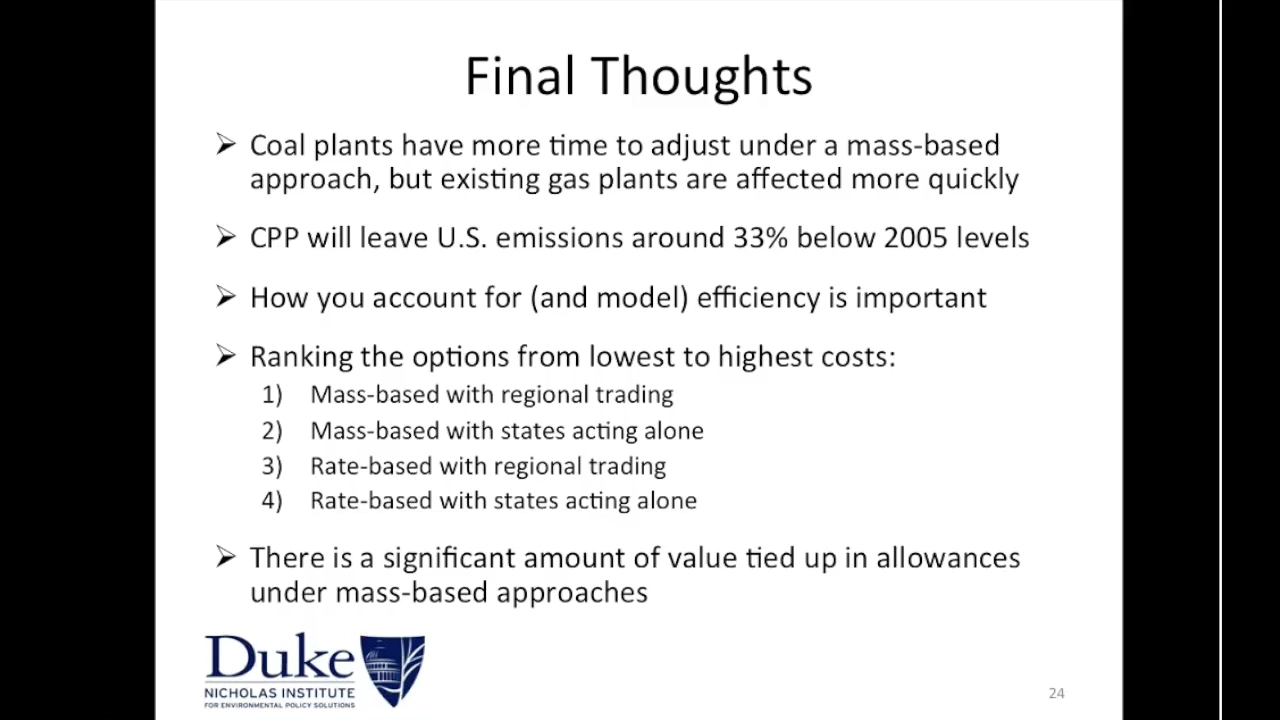 Final Thoughts
➢ Coal plants have more time to adjust under a mass-based
approach, but existing gas plants are affected more quickly
➢ CPP will leave U.S. emissions around 33% below 2005 levels
➢ How you account for (and model) efficiency is important
➢ Ranking the options from lowest to highest costs:
1) Mass-based with regional trading
2) Mass-based with states acting alone
3) Rate-based with regional trading
4) Rate-based with states acting alone
➢ There is a significant amount of value tied up in allowances
under mass-based approaches
Duke
NICHOLAS INSTITUTE
FOR ENVIRONMENTAL POLICY SOLUTIONS
24